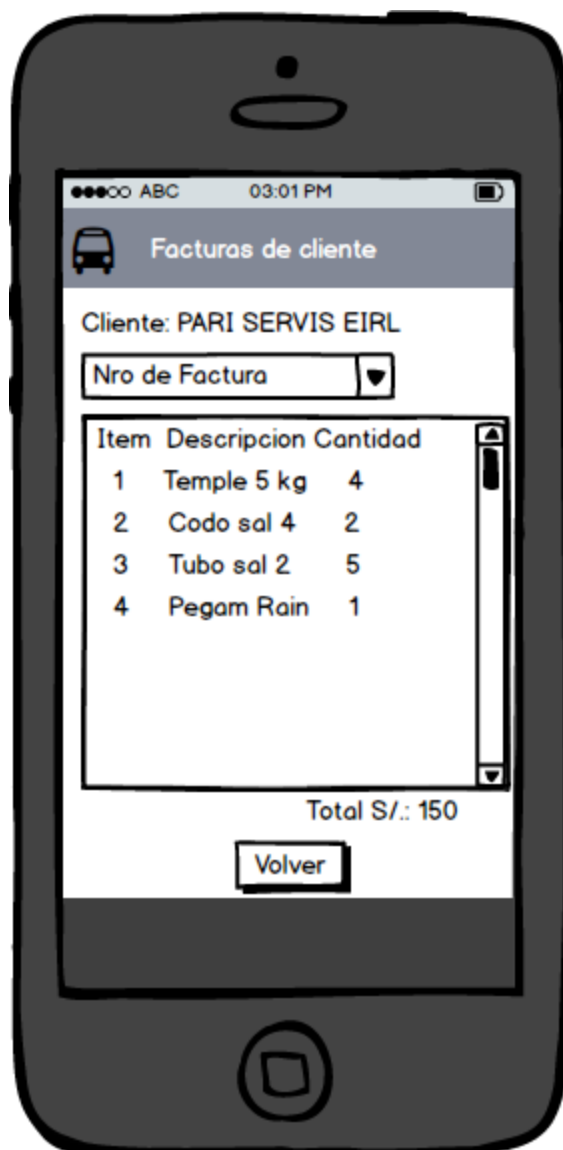 ABC 03:01 PM
Facturas de cliente
Cliente: PARI SERVIS EIRL
Nro de Factura
Item Descripcion Cantidad
1 Temple 5 kg 4
2 Codo sal 4 2
3 Tubo sal 2 5
4 Pegam Rain 1
Total S/.: 150
Volver